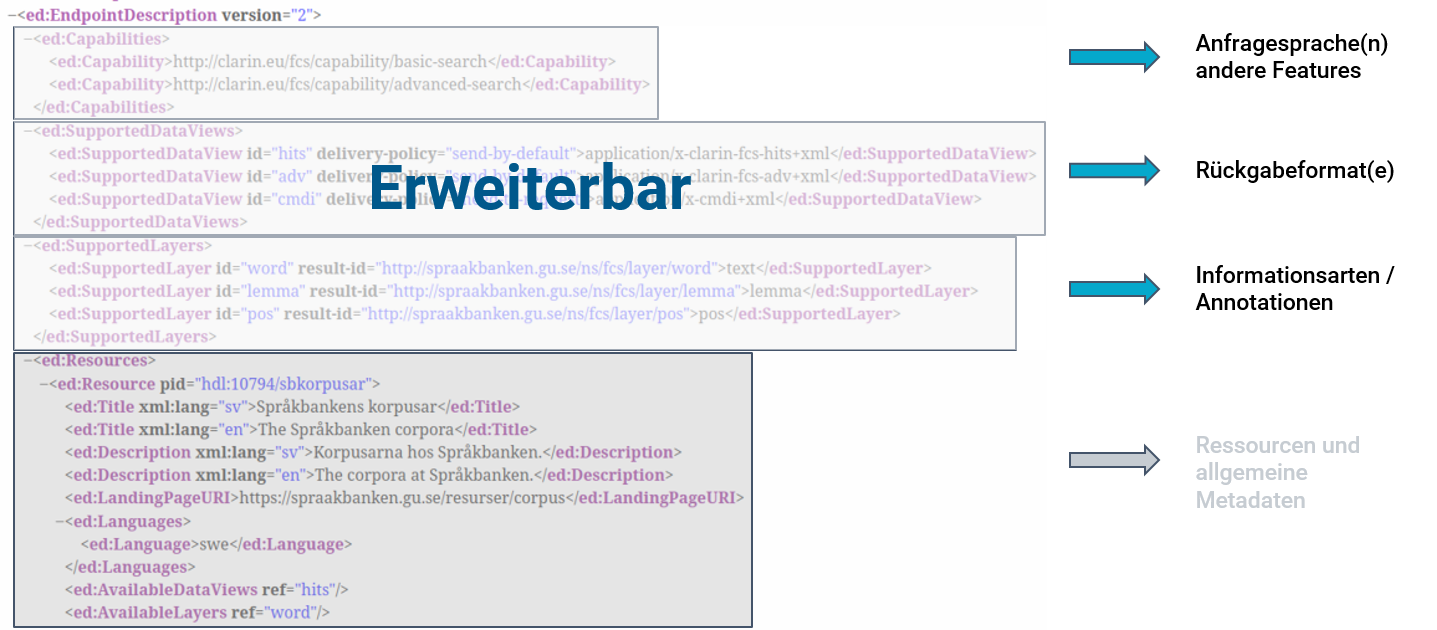 −<ed:EndpointDescription version="2">
−<ed:Capabilities>
<ed:Capability>http://clarin.eu/fcs/capability/basic-search</ed:Capability>
<ed:Capability>http://clarin.eu/fcs/capability/advanced-search</ed:Capability>
</ed:Capabilities>
Anfragesprache(n)
andere Features
−<ed:SupportedDataViews>
<ed:SupportedDataView id="hits" delivery-policy="send-by-default">application/x-clarin-fcs-hits+xml</ed:SupportedDataView>
<ed:SupportedDataView id="adv" delivery-policy="send-by-default">application/x-clarin-fcs-adv+xml</ed:SupportedDataView>
<ed:SupportedDataView id="cmdi" delivery-policy= application/x-cmdi+xml</ed:SupportedDataView>
</ed:SupportedDataViews>
Erweiterbar
Rückgabeformat(e)
−<ed:SupportedLayers>
<ed:SupportedLayer id="word" result-id="http://spraakbanken.gu.se/ns/fcs/layer/word">text</ed:SupportedLayer>
<ed:SupportedLayer id="lemma" result-id="http://spraakbanken.gu.se/ns/fcs/layer/lemma">lemma</ed:SupportedLayer>
<ed:SupportedLayer id="pos" result-id="http://spraakbanken.gu.se/ns/fcs/layer/pos">pos</ed:SupportedLayer>
</ed:SupportedLayers>
Informationsarten /
Annotationen
−<ed:Resources>
−<ed:Resource pid="hdl:10794/sbkorpusar">
<ed:Title xml:lang="sv">Språkbankens korpusar</ed:Title>
<ed:Title xml:lang="en">The Språkbanken corpora</ed:Title>
<ed:Description xml:lang="sv">Korpusarna hos Språkbanken.</ed:Description>
<ed:Description xml:lang="en">The corpora at Språkbanken.</ed:Description>
<ed:LandingPageURI>https://spraakbanken.gu.se/resurser/corpus</ed:LandingPageURI>
−<ed:Languages>
<ed:Language>swe</ed:Language>
</ed:Languages>
<ed:AvailableDataViews ref="hits"/>
<ed:AvailableLayers ref="word"/>
Ressourcen und
allgemeine
Metadaten